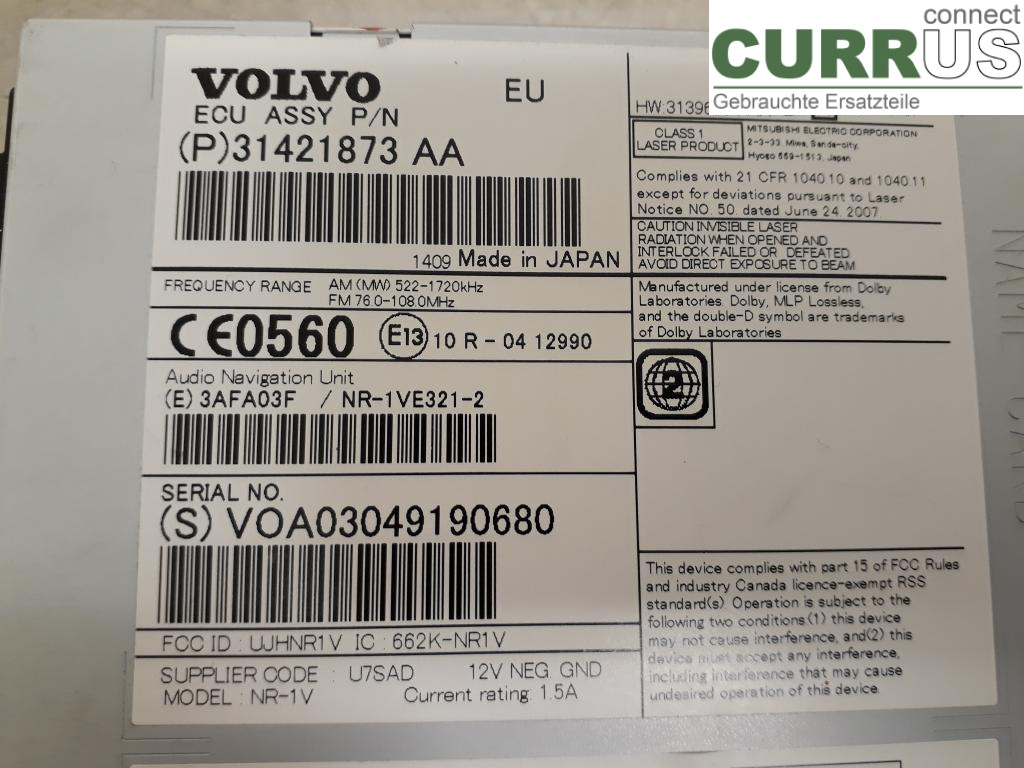 connect
CURRUS
Gebrauchte Ersatzteile
VOLVO
EU
ECU ASSY P/N
(P)31421873 AA
1409 Made in JAPAN
FREQUENCY RANGE
AM (MW) 522-1720kHz
FM 76.0-108.0MHz
CE0560 E13 10 R - 04 12990
Audio Navigation Unit
(E) 3AFA03F / NR-1VE321-2
SERIAL NO.
(S) VOA03049190680
FCC ID : UJHNR1V IC : 662K-NR1V
SUPPLIER CODE : U7SAD 12V NEG. GND
MODEL : NR-1V Current rating: 1.5A
CLASS 1
LASER PRODUCT
MITSUBISHI ELECTRIC CORPORATION
2-3-33, Miwa, Sanda-city,
Hyogo 669-1513, Japan
Complies with 21 CFR 1040.10 and 1040.11
except for deviations pursuant to Laser
Notice NO. 50, dated June 24, 2007
CAUTION INVISIBLE LASER
RADIATION WHEN OPENED AND
INTERLOCK FAILED OR DEFEATED
AVOID DIRECT EXPOSURE TO BEAM
Manufactured under license from Dolby
Laboratories. Dolby, MLP Lossless,
and the double-D symbol are trademarks
of Dolby Laboratories
2
This device complies with part 15 of FCC Rules
and industry Canada licence-exempt RSS
standard(s). Operation is subject to the
following two conditions:(1) this device
may not cause interference, and(2) this
device must accept any interference,
including interference that may cause
undesired operation of this device.